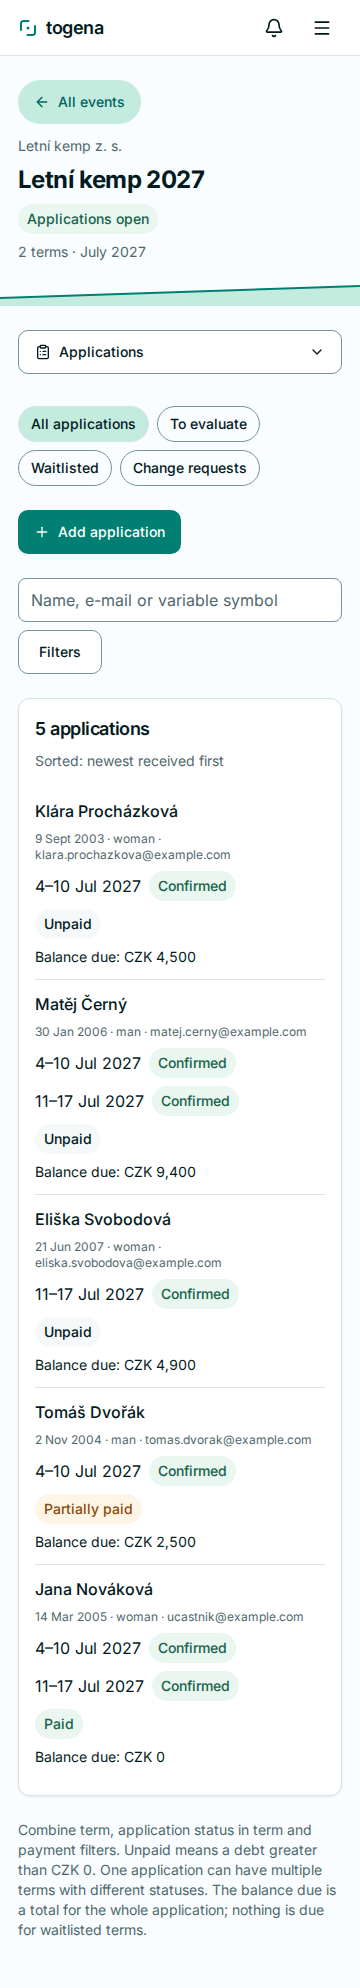 togena
All events
Letní kemp z. s.
Letní kemp 2027
Applications open
2 terms · July 2027
Applications
All applications
To evaluate
Waitlisted
Change requests
Add application
Name, e-mail or variable symbol
Filters
5 applications
Sorted: newest received first
Klára Procházková
9 Sept 2003 · woman ·
klara.prochazkova@example.com
4–10 Jul 2027 Confirmed
Unpaid
Balance due: CZK 4,500
Matěj Černý
30 Jan 2006 · man · matej.cerny@example.com
4–10 Jul 2027 Confirmed
11–17 Jul 2027 Confirmed
Unpaid
Balance due: CZK 9,400
Eliška Svobodová
21 Jun 2007 · woman ·
eliska.svobodova@example.com
11–17 Jul 2027 Confirmed
Unpaid
Balance due: CZK 4,900
Tomáš Dvořák
2 Nov 2004 · man · tomas.dvorak@example.com
4–10 Jul 2027 Confirmed
Partially paid
Balance due: CZK 2,500
Jana Nováková
14 Mar 2005 · woman · ucastnik@example.com
4–10 Jul 2027 Confirmed
11–17 Jul 2027 Confirmed
Paid
Balance due: CZK 0
Combine term, application status in term and
payment filters. Unpaid means a debt greater
than CZK 0. One application can have multiple
terms with different statuses. The balance due is
a total for the whole application; nothing is due
for waitlisted terms.